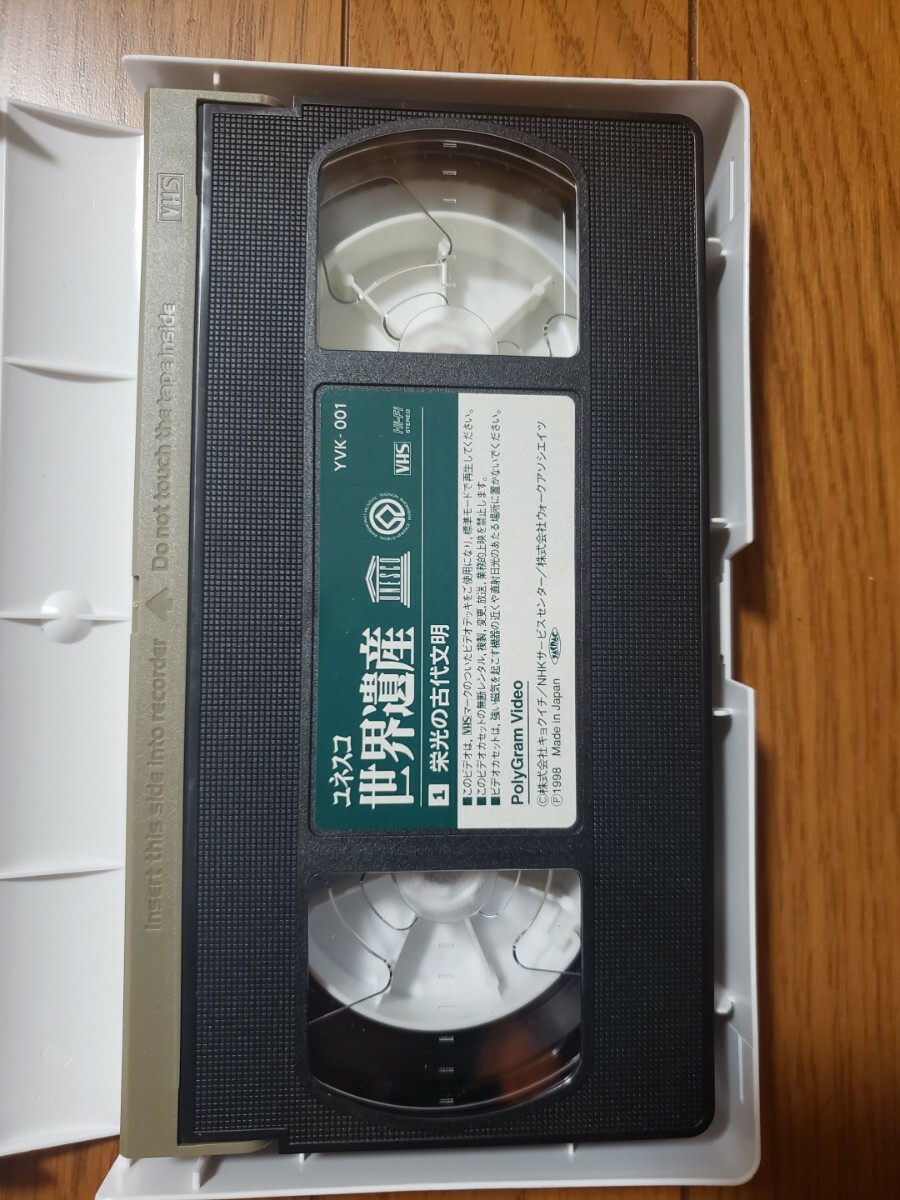 Insert this side into recorder Do not touch the tape inside
VHS
ユネスコ
世界遺産
UNESCO
YVK-001
1 栄光の古代文明
VHS HI-FI STEREO
■このビデオは、VHSマークのついたビデオデッキをご使用になり、標準モードで再生してください。
■このビデオカセットの無断レンタル、複製、変更、放送、業務的上映を禁止します。
■ビデオカセットは、強い磁気を起こす機器の近くや直射日光のあたる場所に置かないでください。
PolyGram Video
©株式会社キョクイチ/NHKサービスセンター/株式会社ウォークアソシエイツ
℗1998 Made in Japan